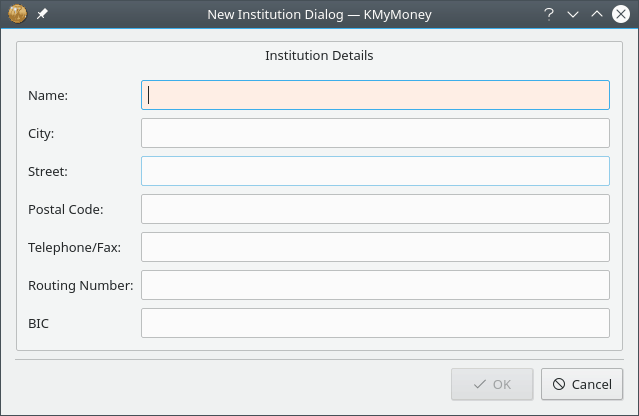 New Institution Dialog — KMyMoney
Institution Details
Name:
City:
Street:
Postal Code:
Telephone/Fax:
Routing Number:
BIC
OK Cancel